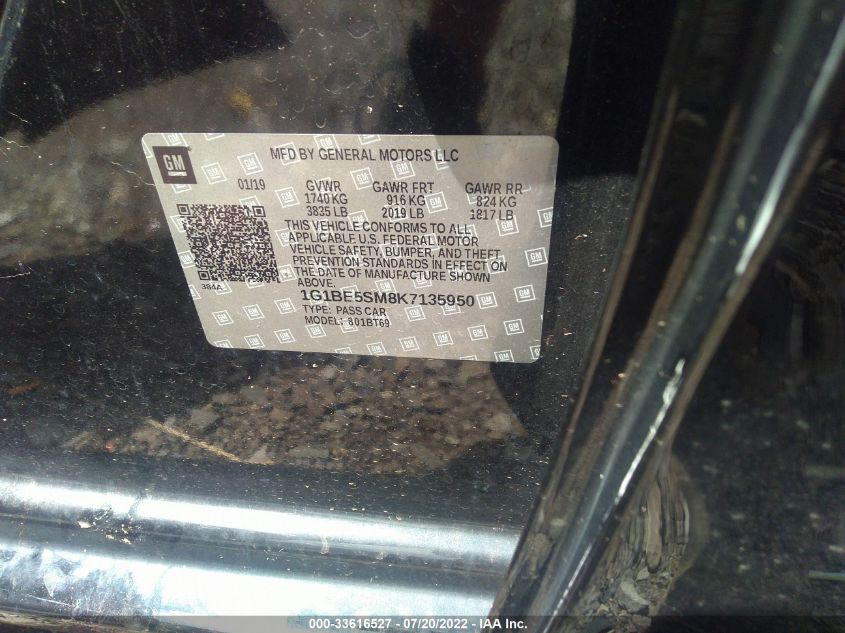 GM
MFD BY GENERAL MOTORS LLC
01/19 GVWR GAWR FRT GAWR RR
1740 KG 916 KG 824 KG
3835 LB 2019 LB 1817 LB
THIS VEHICLE CONFORMS TO ALL
APPLICABLE U.S. FEDERAL MOTOR
VEHICLE SAFETY, BUMPER, AND THEFT
PREVENTION STANDARDS IN EFFECT ON
THE DATE OF MANUFACTURE SHOWN
ABOVE.
384A
1G1BE5SM8K7135950
TYPE: PASS CAR
MODEL: 801BT69
000-33616527 - 07/20/2022 - IAA Inc.